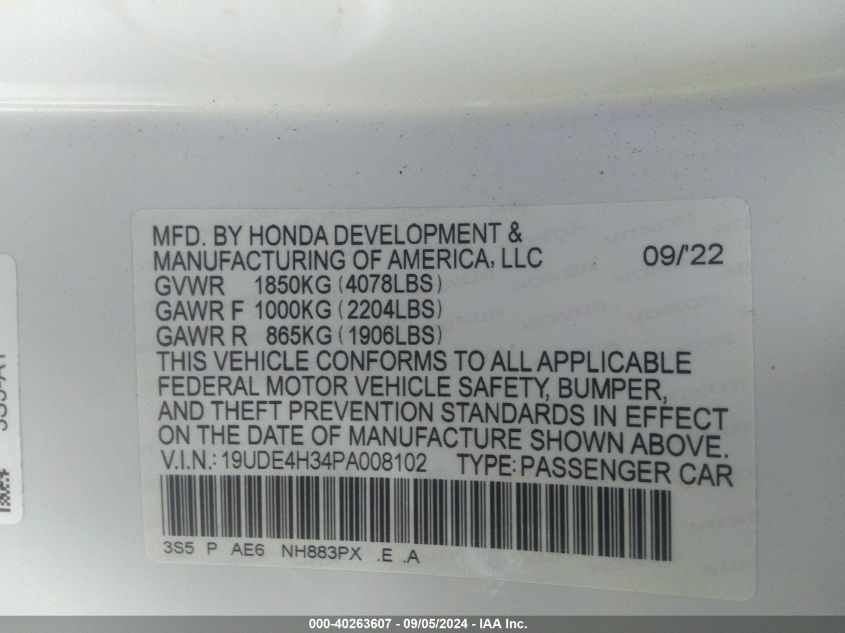 MFD. BY HONDA DEVELOPMENT &
MANUFACTURING OF AMERICA, LLC 09/'22
GVWR 1850KG (4078LBS)
GAWR F 1000KG (2204LBS)
GAWR R 865KG (1906LBS)
THIS VEHICLE CONFORMS TO ALL APPLICABLE
FEDERAL MOTOR VEHICLE SAFETY, BUMPER,
AND THEFT PREVENTION STANDARDS IN EFFECT
ON THE DATE OF MANUFACTURE SHOWN ABOVE.
V.I.N.: 19UDE4H34PA008102 TYPE: PASSENGER CAR
3S5 P AE6 NH883PX .E .A
000-40263607 - 09/05/2024 - IAA Inc.